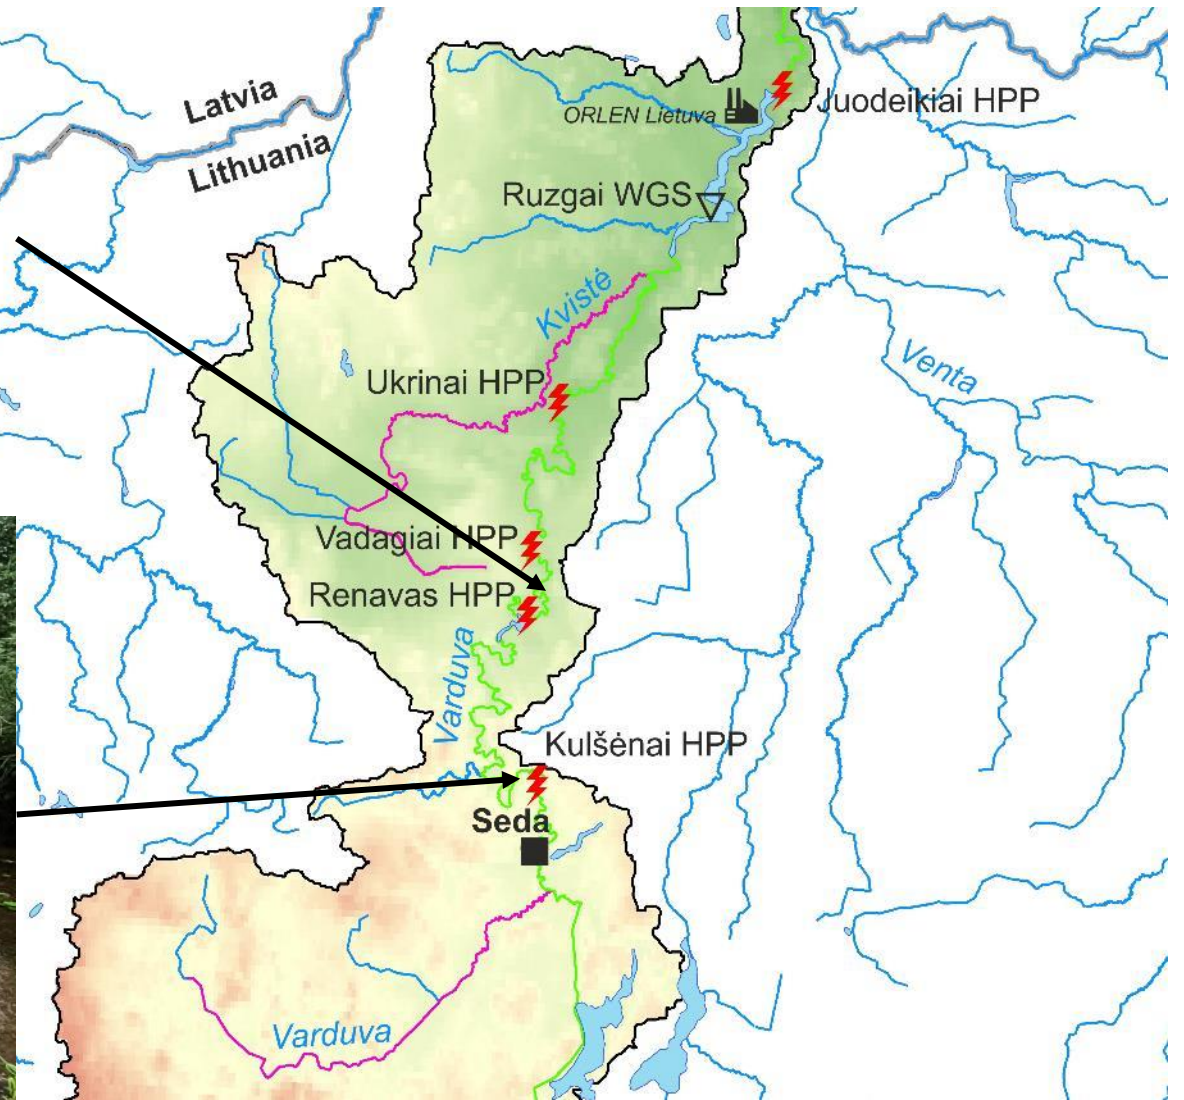 Latvia
Lithuania
ORLEN Lietuva
Juodeikiai HPP
Ruzgai WGS
Kvistė
Venta
Ukrinai HPP
Vadagiai HPP
Renavas HPP
Varduva
Kulšėnai HPP
Seda
Varduva